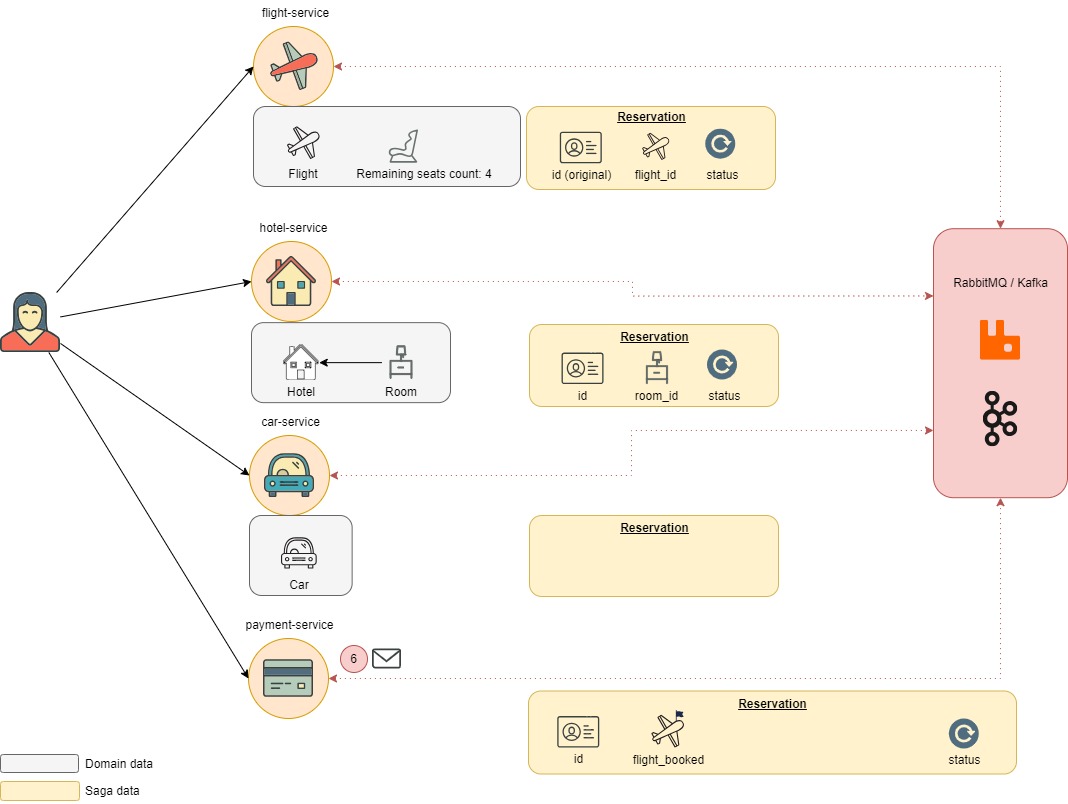 flight-service
Reservation
id (original)
flight_id
status
Flight
Remaining seats count: 4
hotel-service
RabbitMQ / Kafka
Reservation
id
room_id
status
Hotel
Room
car-service
Reservation
Car
payment-service
6
Reservation
id
flight_booked
status
Domain data
Saga data